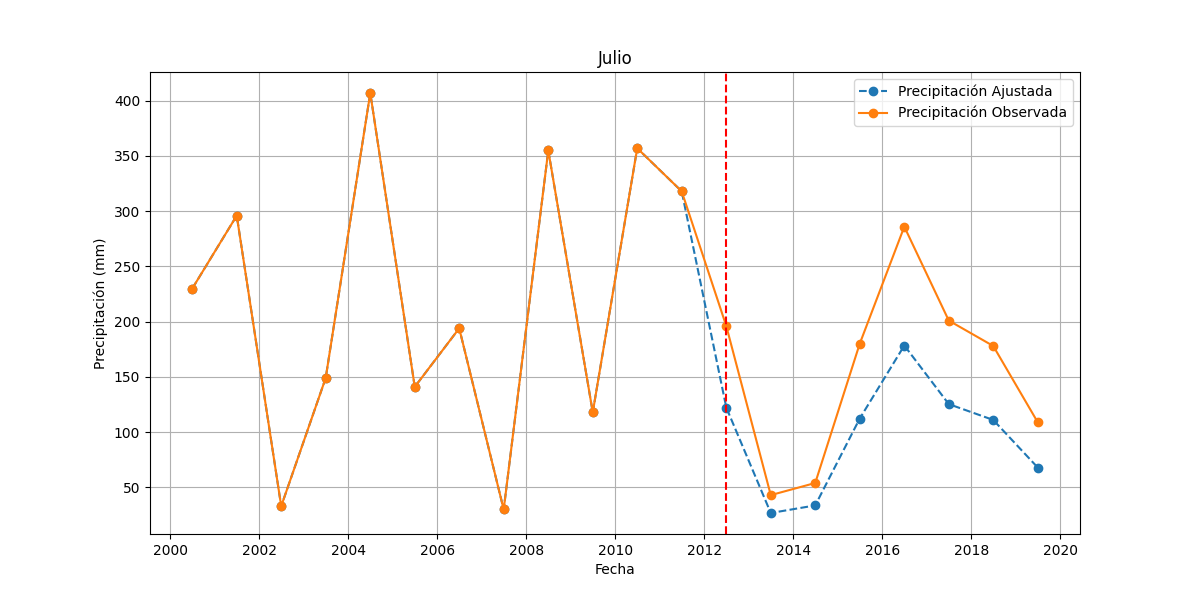 Julio
Precipitación Ajustada
Precipitación Observada
Precipitación (mm)
400
350
300
250
200
150
100
50
2000 2002 2004 2006 2008 2010 2012 2014 2016 2018 2020
Fecha